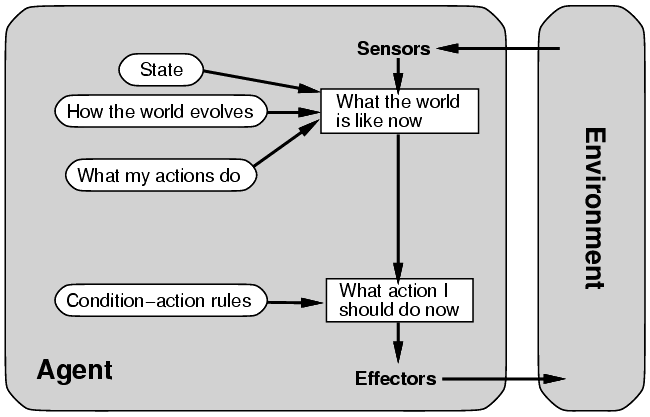 Sensors
State
What the world
is like now
How the world evolves
What my actions do
Environment
What action I
should do now
Condition−action rules
Agent
Effectors